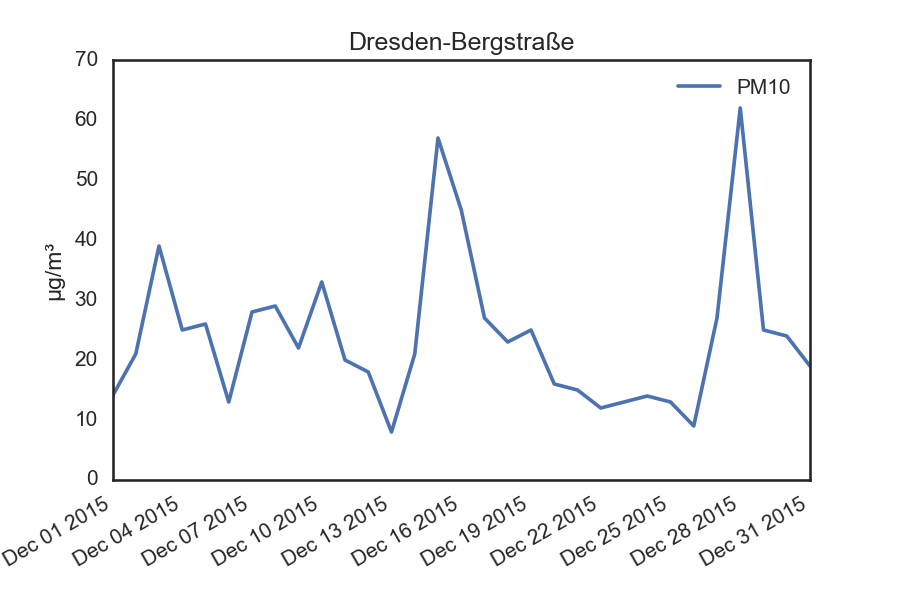 Dresden-Bergstraße
70
60
50
40
30
20
10
0
µg/m³
PM10
Dec 01 2015
Dec 04 2015
Dec 07 2015
Dec 10 2015
Dec 13 2015
Dec 16 2015
Dec 19 2015
Dec 22 2015
Dec 25 2015
Dec 28 2015
Dec 31 2015